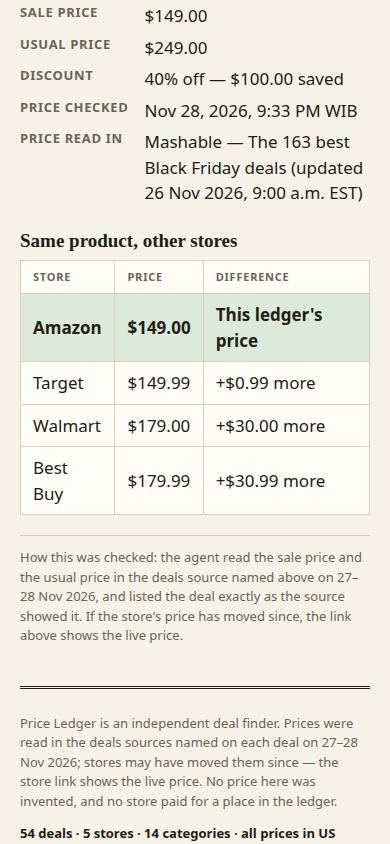 SALE PRICE $149.00
USUAL PRICE $249.00
DISCOUNT 40% off — $100.00 saved
PRICE CHECKED Nov 28, 2026, 9:33 PM WIB
PRICE READ IN Mashable — The 163 best
Black Friday deals (updated
26 Nov 2026, 9:00 a.m. EST)
Same product, other stores
STORE PRICE DIFFERENCE
Amazon $149.00 This ledger's
price
Target $149.99 +$0.99 more
Walmart $179.00 +$30.00 more
Best
Buy $179.99 +$30.99 more
How this was checked: the agent read the sale price and
the usual price in the deals source named above on 27–
28 Nov 2026, and listed the deal exactly as the source
showed it. If the store's price has moved since, the link
above shows the live price.
Price Ledger is an independent deal finder. Prices were
read in the deals sources named on each deal on 27–28
Nov 2026; stores may have moved them since — the
store link shows the live price. No price here was
invented, and no store paid for a place in the ledger.
54 deals · 5 stores · 14 categories · all prices in US